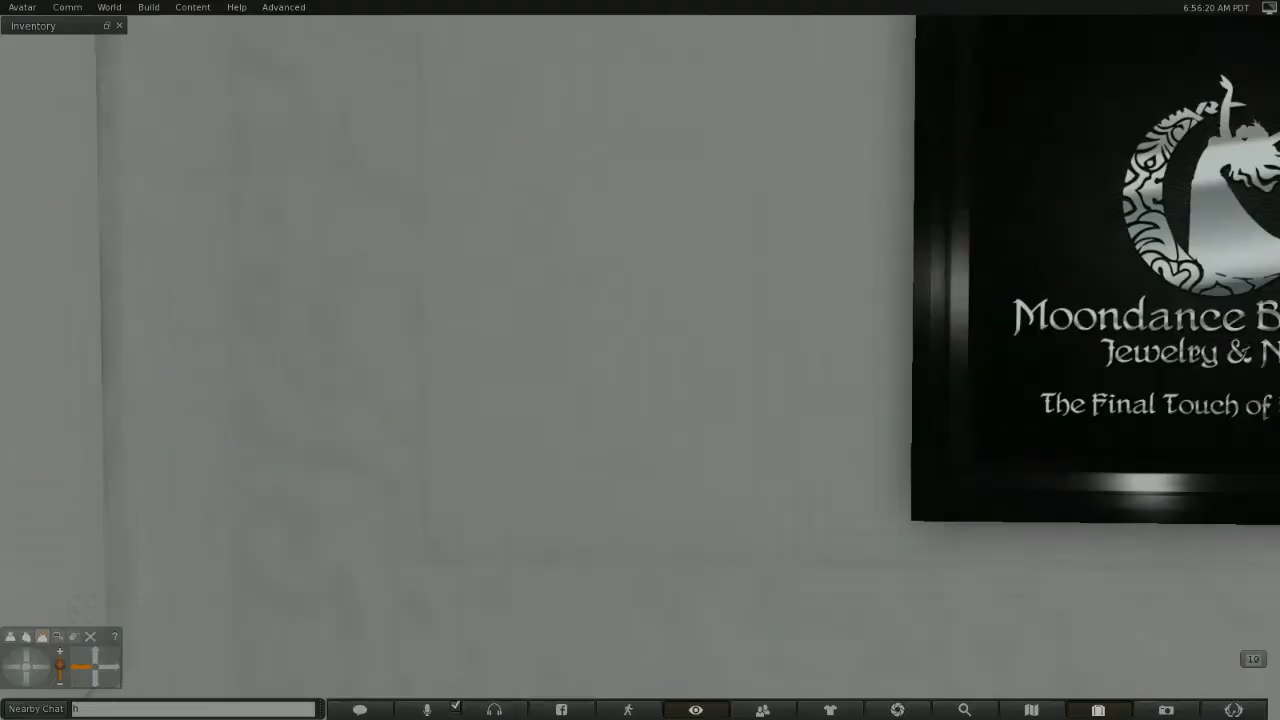 Avatar Comm World Build Content Help Advanced 6:56:20 AM PDT
Inventory
Moondance
Jewelry &
The Final Touch of
?
10
Nearby Chat h